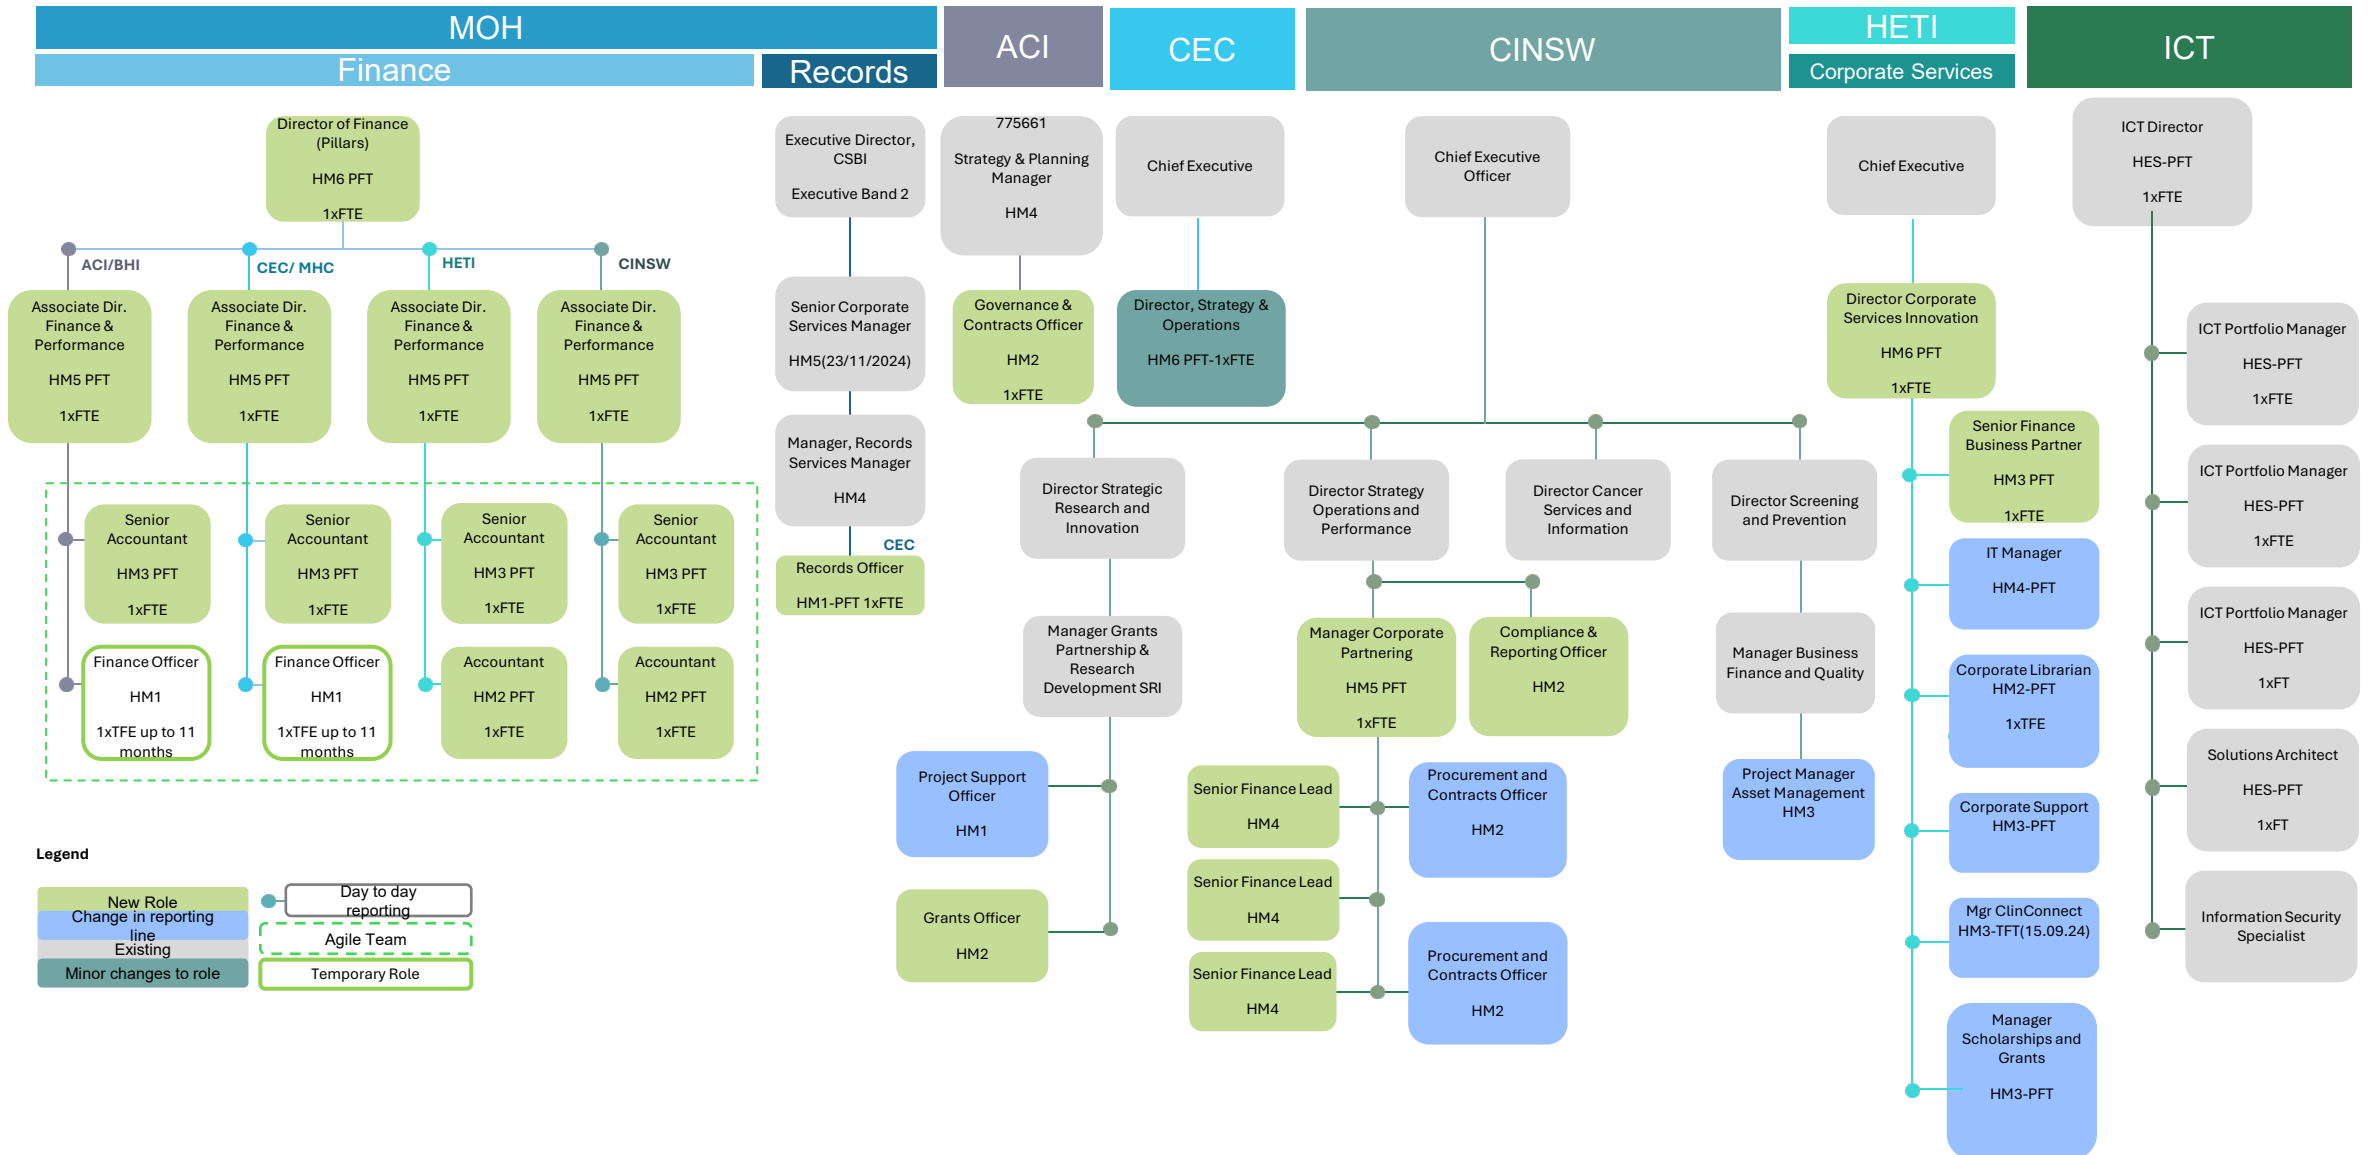 MOH
Finance
Records
ACI
CEC
CINSW
HETI
Corporate Services
ICT
Director of Finance
(Pillars)
HM6 PFT
1xFTE
ACI/BHI
CEC/ MHC
HETI
CINSW
Associate Dir.
Finance &
Performance
HM5 PFT
1xFTE
Associate Dir.
Finance &
Performance
HM5 PFT
1xFTE
Associate Dir.
Finance &
Performance
HM5 PFT
1xFTE
Associate Dir.
Finance &
Performance
HM5 PFT
1xFTE
Senior
Accountant
HM3 PFT
1xFTE
Senior
Accountant
HM3 PFT
1xFTE
Senior
Accountant
HM3 PFT
1xFTE
Senior
Accountant
HM3 PFT
1xFTE
Finance Officer
HM1
1xTFE up to 11
months
Finance Officer
HM1
1xTFE up to 11
months
Accountant
HM2 PFT
1xFTE
Accountant
HM2 PFT
1xFTE
Executive Director,
CSBI
Executive Band 2
Senior Corporate
Services Manager
HM5(23/11/2024)
Manager, Records
Services Manager
HM4
CEC
Records Officer
HM1-PFT 1xFTE
775661
Strategy & Planning
Manager
HM4
Governance &
Contracts Officer
HM2
1xFTE
Chief Executive
Director, Strategy &
Operations
HM6 PFT-1xFTE
Chief Executive
Officer
Director Strategic
Research and
Innovation
Director Strategy
Operations and
Performance
Director Cancer
Services and
Information
Director Screening
and Prevention
Manager Grants
Partnership &
Research
Development SRI
Manager Corporate
Partnering
HM5 PFT
1xFTE
Compliance &
Reporting Officer
HM2
Manager Business
Finance and Quality
Project Support
Officer
HM1
Grants Officer
HM2
Senior Finance Lead
HM4
Senior Finance Lead
HM4
Senior Finance Lead
HM4
Procurement and
Contracts Officer
HM2
Procurement and
Contracts Officer
HM2
Project Manager
Asset Management
HM3
Chief Executive
Director Corporate
Services Innovation
HM6 PFT
1xFTE
Senior Finance
Business Partner
HM3 PFT
1xFTE
IT Manager
HM4-PFT
Corporate Librarian
HM2-PFT
1xTFE
Corporate Support
HM3-PFT
Mgr ClinConnect
HM3-TFT(15.09.24)
Manager
Scholarships and
Grants
HM3-PFT
ICT Director
HES-PFT
1xFTE
ICT Portfolio Manager
HES-PFT
1xFTE
ICT Portfolio Manager
HES-PFT
1xFTE
ICT Portfolio Manager
HES-PFT
1xFT
Solutions Architect
HES-PFT
1xFT
Information Security
Specialist
Legend
New Role
Change in reporting
line
Existing
Minor changes to role
Day to day
reporting
Agile Team
Temporary Role